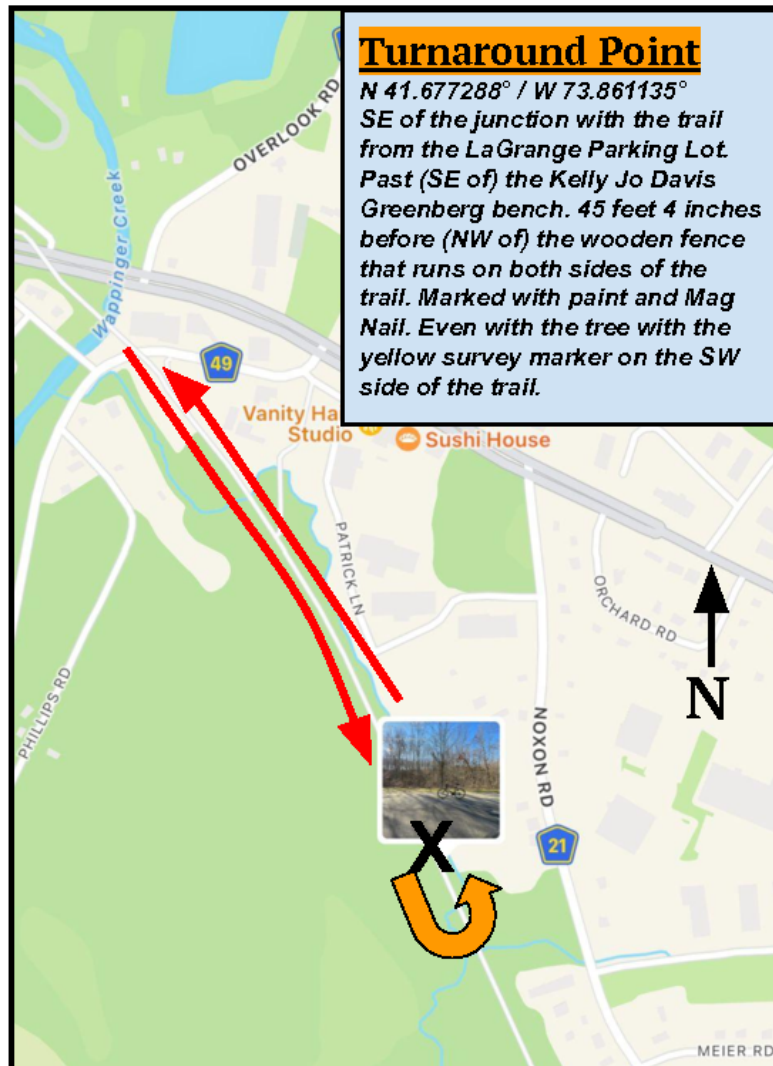 Turnaround Point
N 41.677288° / W 73.861135°
SE of the junction with the trail
from the LaGrange Parking Lot.
Past (SE of) the Kelly Jo Davis
Greenberg bench. 45 feet 4 inches
before (NW of) the wooden fence
that runs on both sides of the
trail. Marked with paint and Mag
Nail. Even with the tree with the
yellow survey marker on the SW
side of the trail.
OVERLOOK RD
Wappinger Creek
49
Vanity Ha
Studio
Sushi House
PATRICK LN
ORCHARD RD
N
PHILLIPS RD
NOXON RD
X
21
MEIER RD